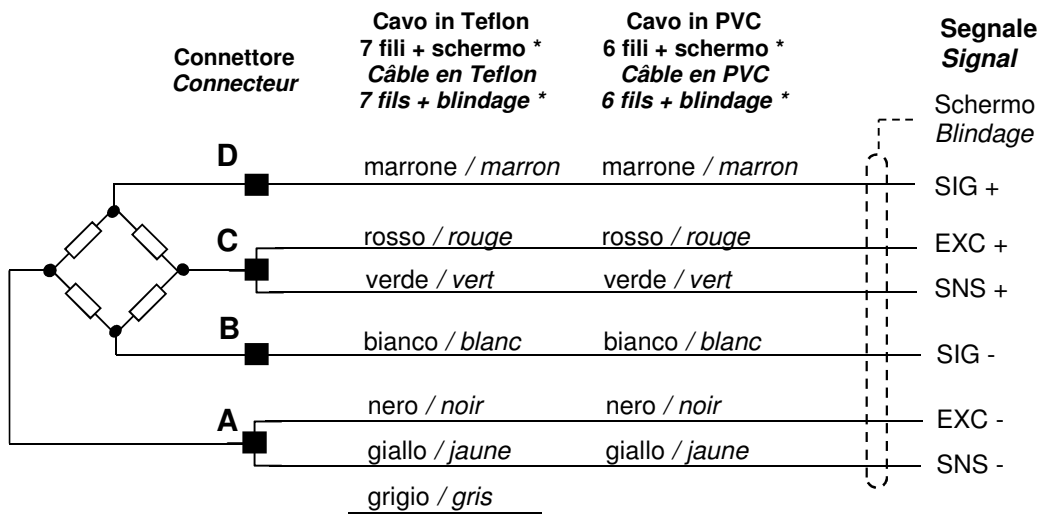 Connettore
Connecteur
Cavo in Teflon
7 fili + schermo *
Câble en Teflon
7 fils + blindage *
Cavo in PVC
6 fili + schermo *
Câble en PVC
6 fils + blindage *
Segnale
Signal
Schermo
Blindage
D
marrone / marron
marrone / marron
SIG +
C
rosso / rouge
rosso / rouge
EXC +
verde / vert
verde / vert
SNS +
B
bianco / blanc
bianco / blanc
SIG -
A
nero / noir
nero / noir
EXC -
giallo / jaune
giallo / jaune
SNS -
grigio / gris